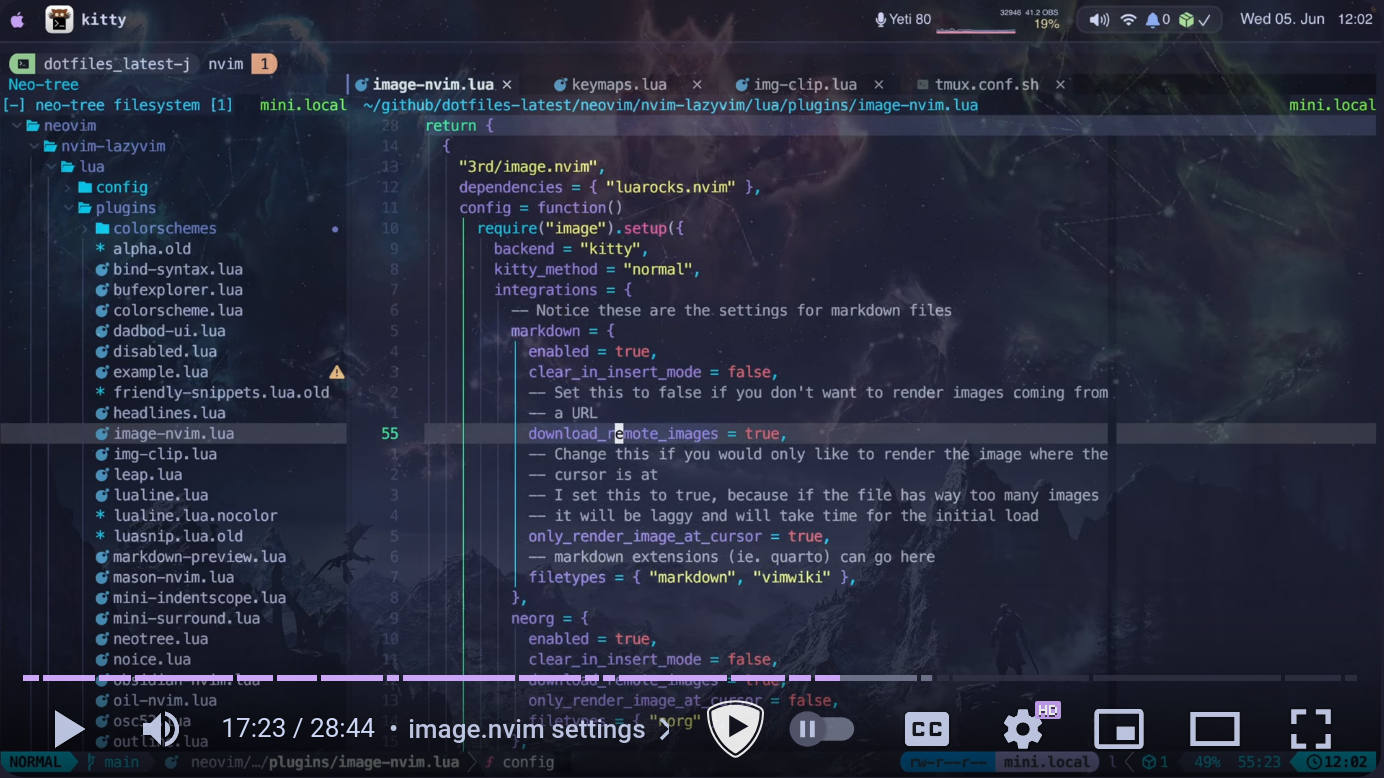 kitty
Yeti 80
32946 41.2 OBS
19%
0
Wed 05. Jun 12:02
dotfiles_latest-j nvim 1
Neo-tree
image-nvim.lua × keymaps.lua × img-clip.lua × tmux.conf.sh ×
[-] neo-tree filesystem [1] mini.local
~/github/dotfiles-latest/neovim/nvim-lazyvim/lua/plugins/image-nvim.lua mini.local
neovim
nvim-lazyvim
lua
config
plugins
colorschemes
* alpha.old
bind-syntax.lua
bufexplorer.lua
colorscheme.lua
dadbod-ui.lua
disabled.lua
example.lua
* friendly-snippets.lua.old
headlines.lua
image-nvim.lua
img-clip.lua
leap.lua
lualine.lua
* lualine.lua.nocolor
* luasnip.lua.old
markdown-preview.lua
mason-nvim.lua
mini-indentscope.lua
mini-surround.lua
neotree.lua
noice.lua
obsidian-nvim.lua
oil-nvim.lua
outline.lua
28 return {
14 {
13 "3rd/image.nvim",
12 dependencies = { "luarocks.nvim" },
11 config = function()
10 require("image").setup({
9 backend = "kitty",
8 kitty_method = "normal",
7 integrations = {
6 -- Notice these are the settings for markdown files
5 markdown = {
4 enabled = true,
3 clear_in_insert_mode = false,
2 -- Set this to false if you don't want to render images coming from
1 -- a URL
55 download_remote_images = true,
1 -- Change this if you would only like to render the image where the
2 -- cursor is at
3 -- I set this to true, because if the file has way too many images
4 -- it will be laggy and will take time for the initial load
5 only_render_image_at_cursor = true,
6 -- markdown extensions (ie. quarto) can go here
7 filetypes = { "markdown", "vimwiki" },
8 },
9 neorg = {
10 enabled = true,
11 clear_in_insert_mode = false,
download_remote_images = true,
only_render_image_at_cursor = false,
filetypes = { "norg"
17:23 / 28:44 • image.nvim settings
CC
HD
NORMAL main neovim/…/plugins/image-nvim.lua config
rw-r--r-- mini.local l 1 49% 55:23 12:02